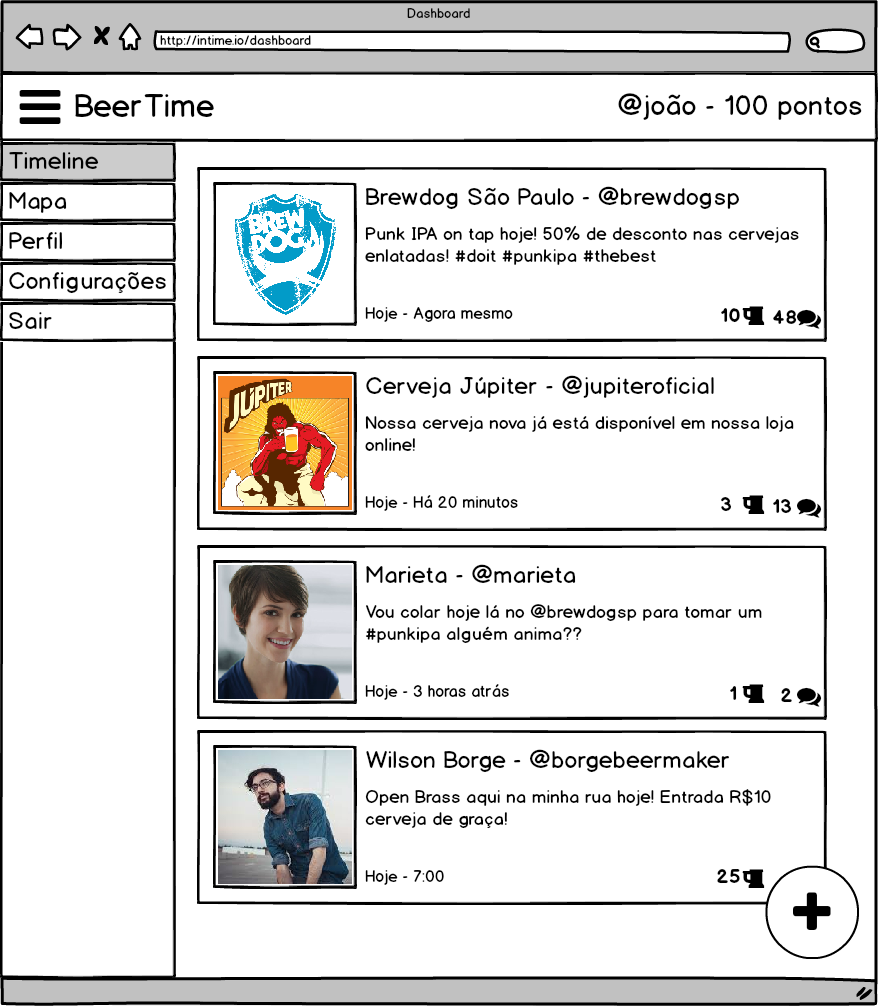 Dashboard
http://intime.io/dashboard
BeerTime
@joão - 100 pontos
Timeline
Mapa
Perfil
Configurações
Sair
BREW
DOG
Brewdog São Paulo - @brewdogsp
Punk IPA on tap hoje! 50% de desconto nas cervejas
enlatadas! #doit #punkipa #thebest
Hoje - Agora mesmo
10 48
JÚPITER
Cerveja Júpiter - @jupiteroficial
Nossa cerveja nova já está disponível em nossa loja
online!
Hoje - Há 20 minutos
3 13
Marieta - @marieta
Vou colar hoje lá no @brewdogsp para tomar um
#punkipa alguém anima??
Hoje - 3 horas atrás
1 2
Wilson Borge - @borgebeermaker
Open Brass aqui na minha rua hoje! Entrada R$10
cerveja de graça!
Hoje - 7:00
25